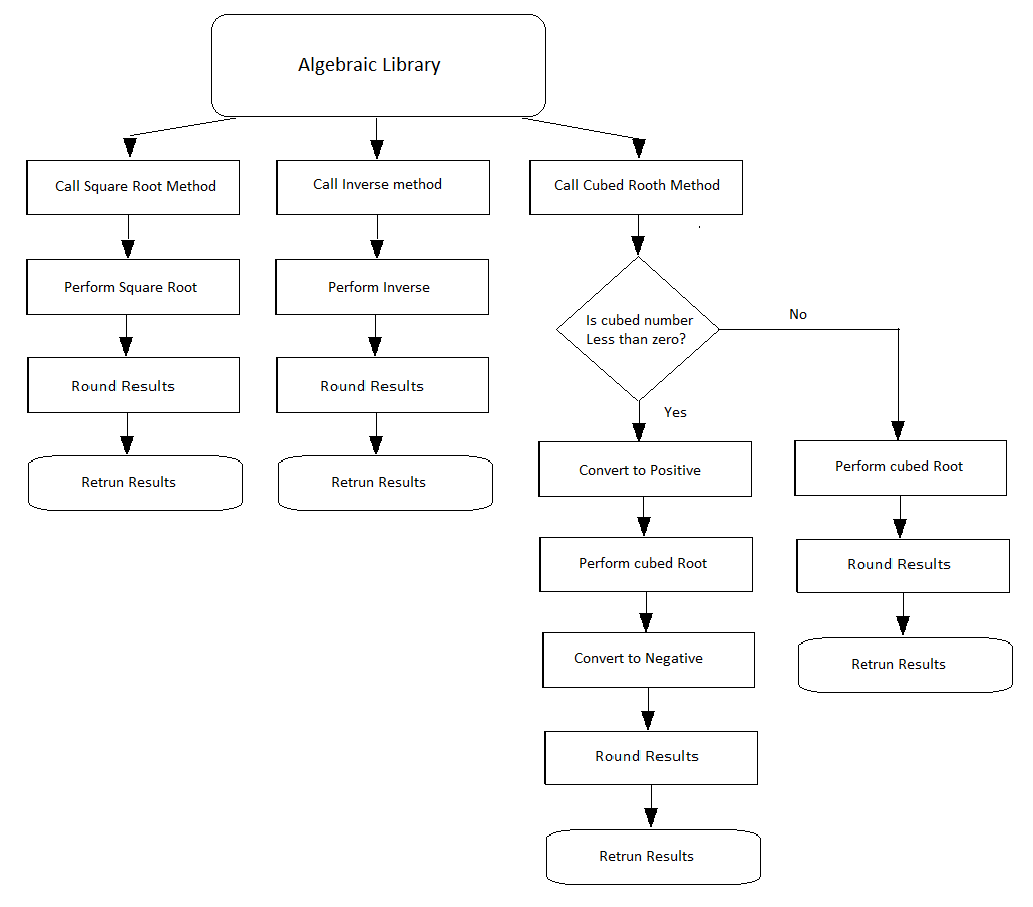 Algebraic Library
Call Square Root Method
Call Inverse method
Call Cubed Rooth Method
Perform Square Root
Perform Inverse
Is cubed number
Less than zero?
No
Yes
Round Results
Round Results
Retrun Results
Retrun Results
Convert to Positive
Perform cubed Root
Convert to Negative
Round Results
Retrun Results
Perform cubed Root
Round Results
Retrun Results